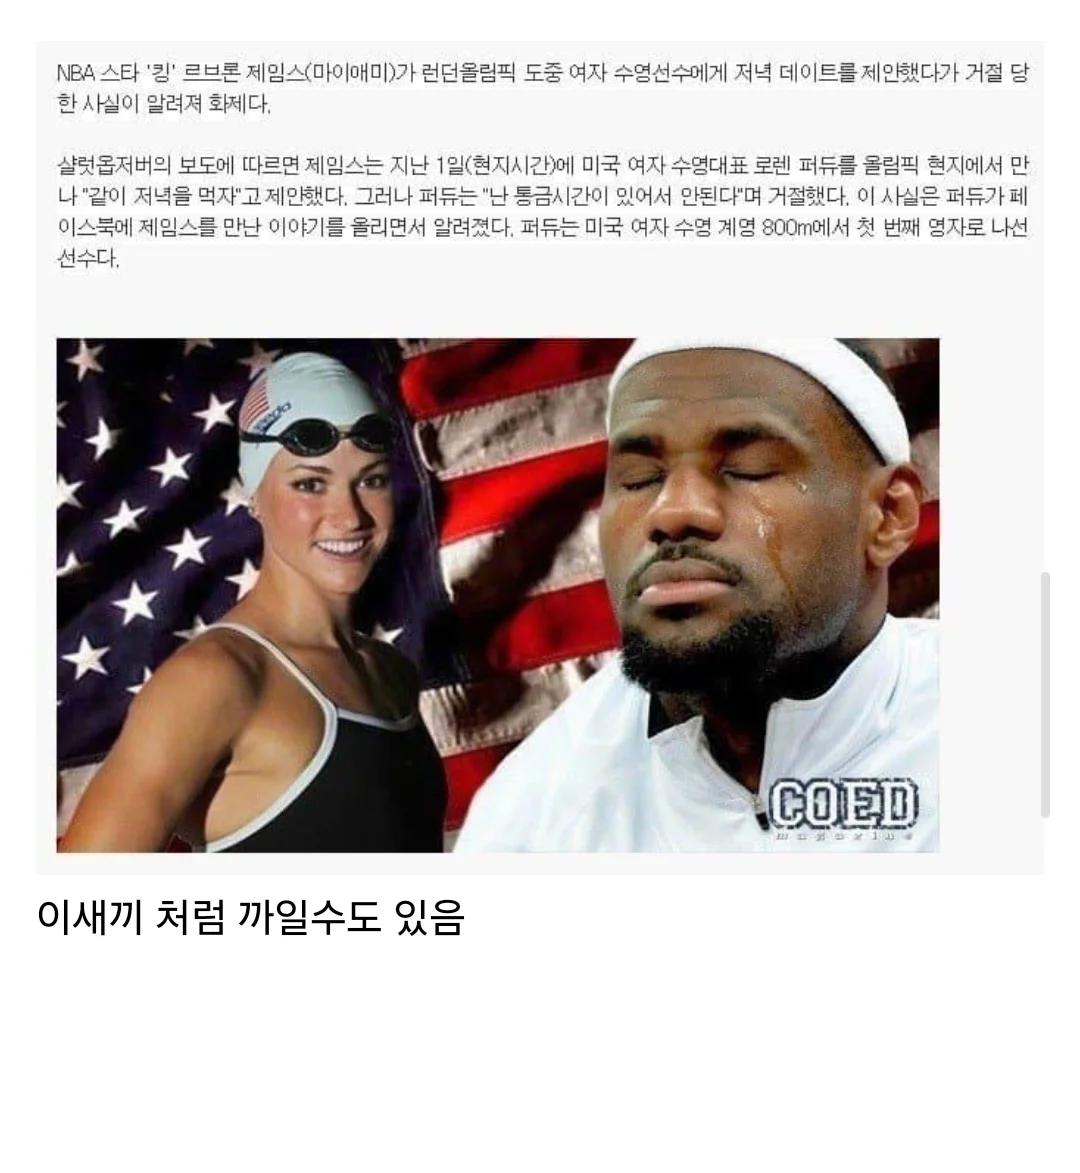 NBA 스타 '킹' 르브론 제임스(마이애미)가 런던올림픽 도중 여자 수영선수에게 저녁 데이트를 제안했다가 거절 당
한 사실이 알려져 화제다.
샬럿옵저버의 보도에 따르면 제임스는 지난 1일(현지시간)에 미국 여자 수영대표 로렌 퍼듀를 올림픽 현지에서 만
나 "같이 저녁을 먹자"고 제안했다. 그러나 퍼듀는 "난 통금시간이 있어서 안된다"며 거절했다. 이 사실은 퍼듀가 페
이스북에 제임스를 만난 이야기를 올리면서 알려졌다. 퍼듀는 미국 여자 수영 계영 800m에서 첫 번째 영자로 나선
선수다.
speedo
COED
magazine
이새끼 처럼 까일수도 있음